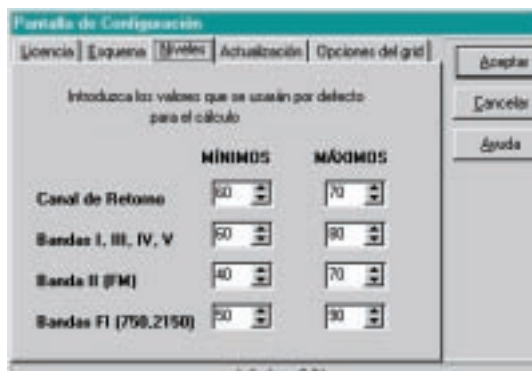 Pantalla de Configuración
Licencia Esquema Niveles Actualización Opciones del grid
Introduzca los valores que se usarán por defecto
para el cálculo
MÍNIMOS MÁXIMOS
Canal de Retorno 60 70
Bandas I, III, IV, V 60 80
Banda II (FM) 40 70
Bandas FI (750,2150) 50 90
Aceptar
Cancelar
Ayuda